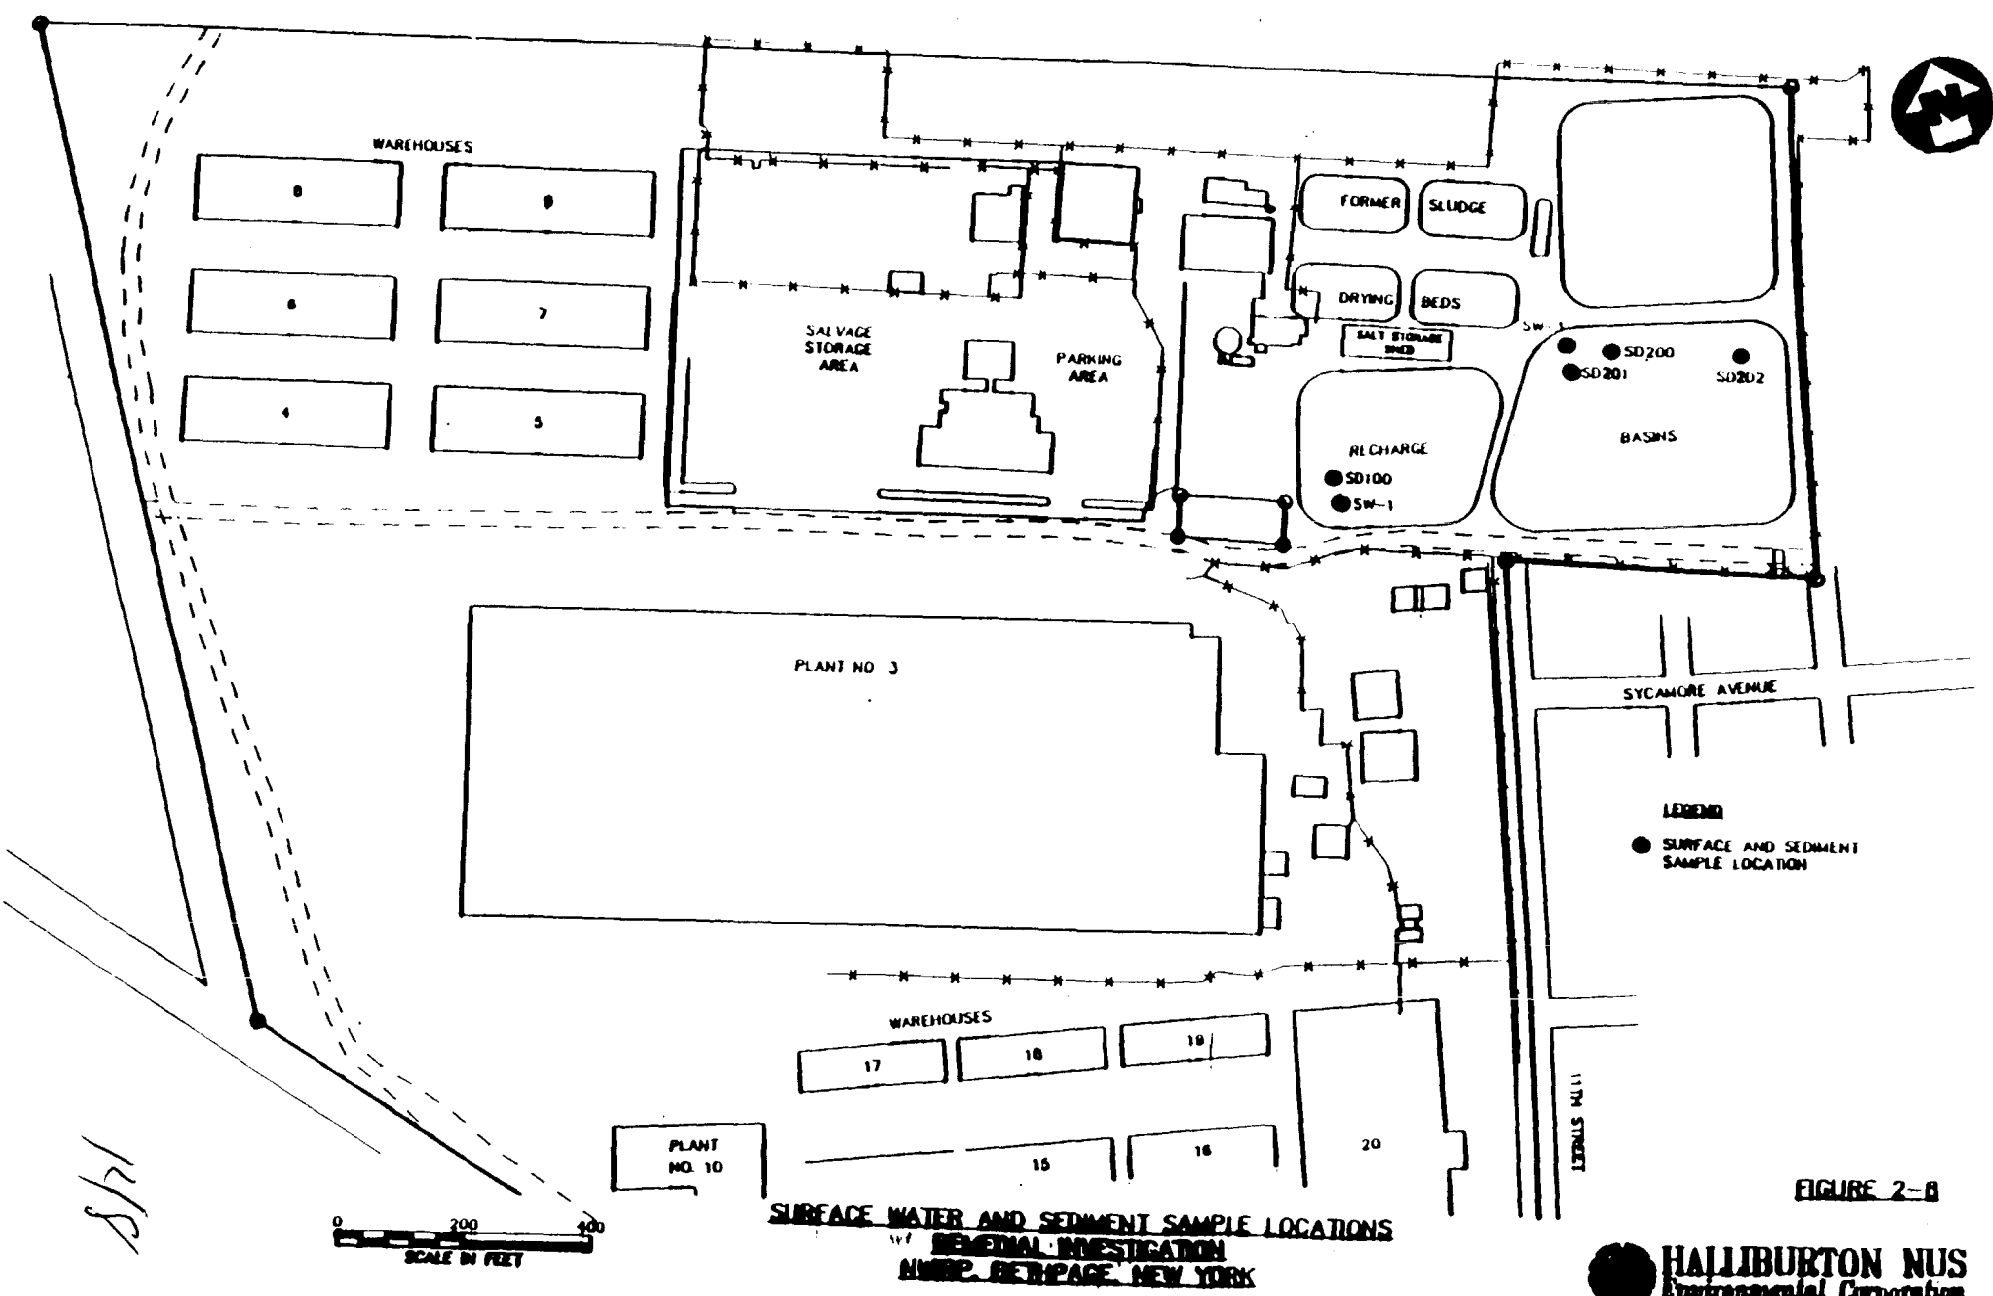 WAREHOUSES
8
9
6
7
4
5
SALVAGE
STORAGE
AREA
PARKING
AREA
FORMER
SLUDGE
DRYING
BEDS
SALT STORAGE
SHED
SD200
SD201
SD202
BASINS
RECHARGE
SD100
SW-1
N
PLANT NO 3
SYCAMORE AVENUE
LEGEND
SURFACE AND SEDIMENT
SAMPLE LOCATION
WAREHOUSES
17
18
19
PLANT
NO. 10
15
16
20
11TH STREET
0 200 400
SCALE IN FEET
SURFACE WATER AND SEDIMENT SAMPLE LOCATIONS
REMEDIAL INVESTIGATION
NWIRP, BETHPAGE, NEW YORK
FIGURE 2-8
HALLIBURTON NUS
Environmental Corporation